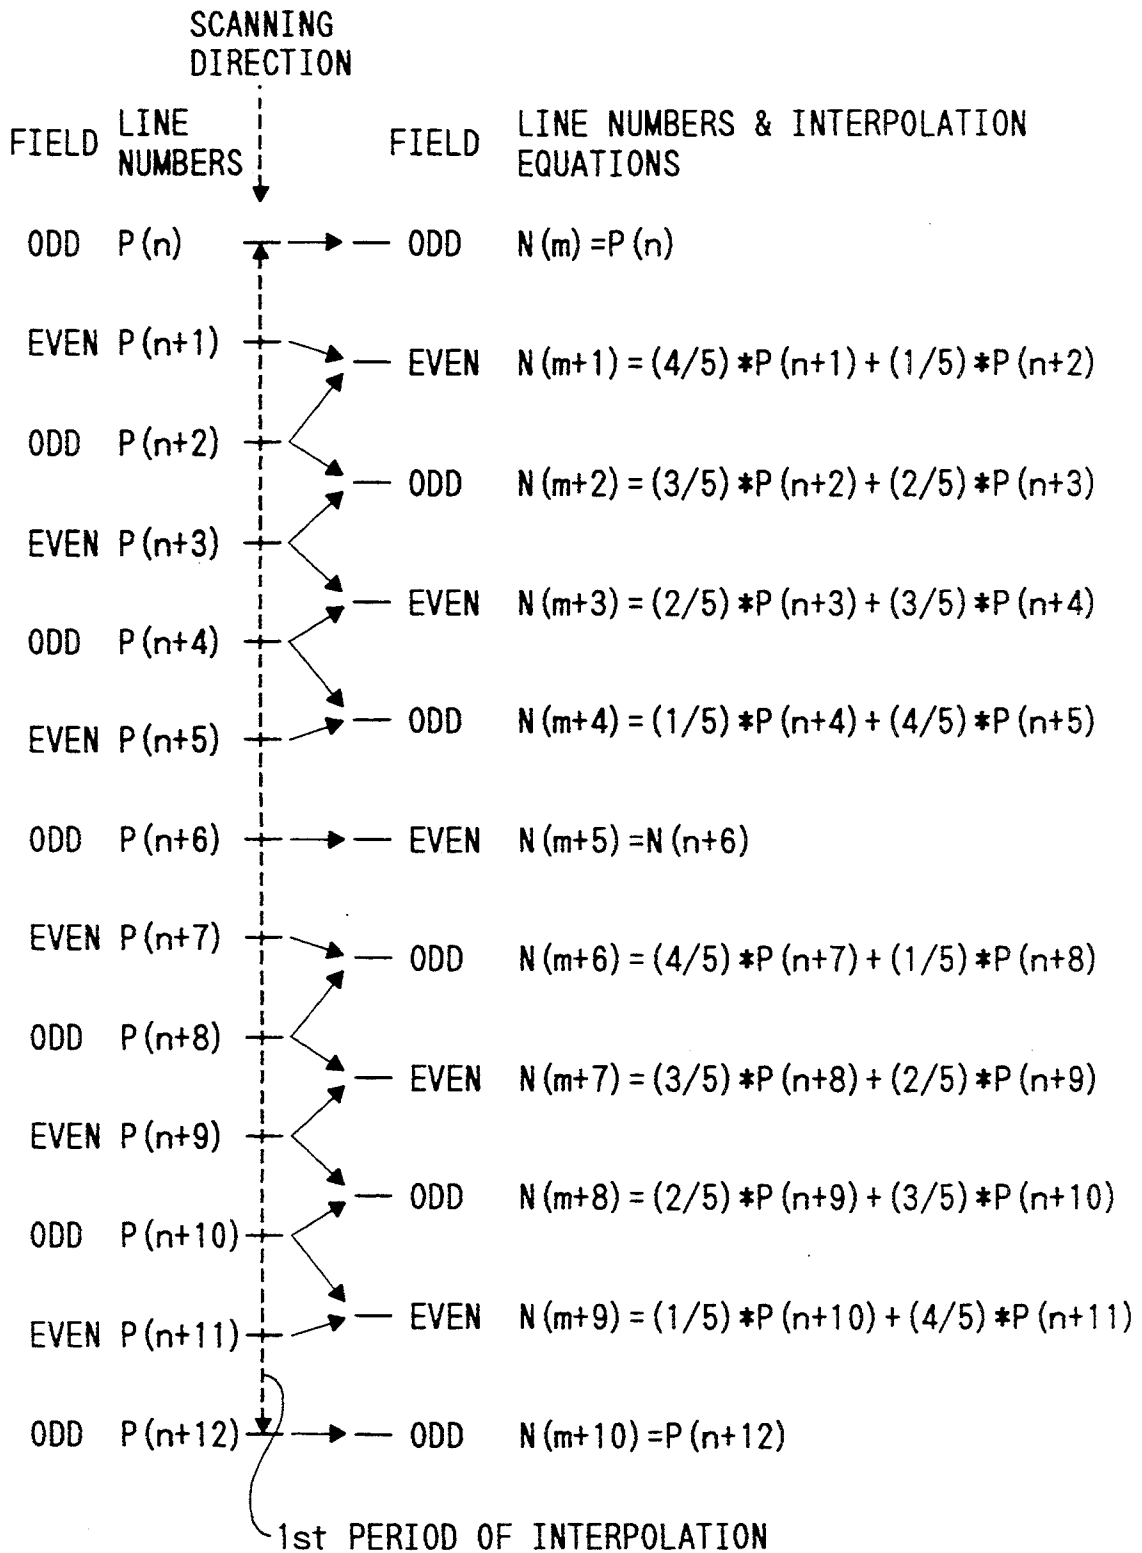 SCANNING
DIRECTION
FIELD LINE NUMBERS FIELD LINE NUMBERS & INTERPOLATION EQUATIONS
ODD P(n) ODD N(m)=P(n)
EVEN P(n+1) EVEN N(m+1)=(4/5)*P(n+1)+(1/5)*P(n+2)
ODD P(n+2) ODD N(m+2)=(3/5)*P(n+2)+(2/5)*P(n+3)
EVEN P(n+3) EVEN N(m+3)=(2/5)*P(n+3)+(3/5)*P(n+4)
ODD P(n+4) ODD N(m+4)=(1/5)*P(n+4)+(4/5)*P(n+5)
EVEN P(n+5)
ODD P(n+6) EVEN N(m+5)=N(n+6)
EVEN P(n+7) ODD N(m+6)=(4/5)*P(n+7)+(1/5)*P(n+8)
ODD P(n+8) EVEN N(m+7)=(3/5)*P(n+8)+(2/5)*P(n+9)
EVEN P(n+9) ODD N(m+8)=(2/5)*P(n+9)+(3/5)*P(n+10)
ODD P(n+10) EVEN N(m+9)=(1/5)*P(n+10)+(4/5)*P(n+11)
EVEN P(n+11)
ODD P(n+12) ODD N(m+10)=P(n+12)
1st PERIOD OF INTERPOLATION